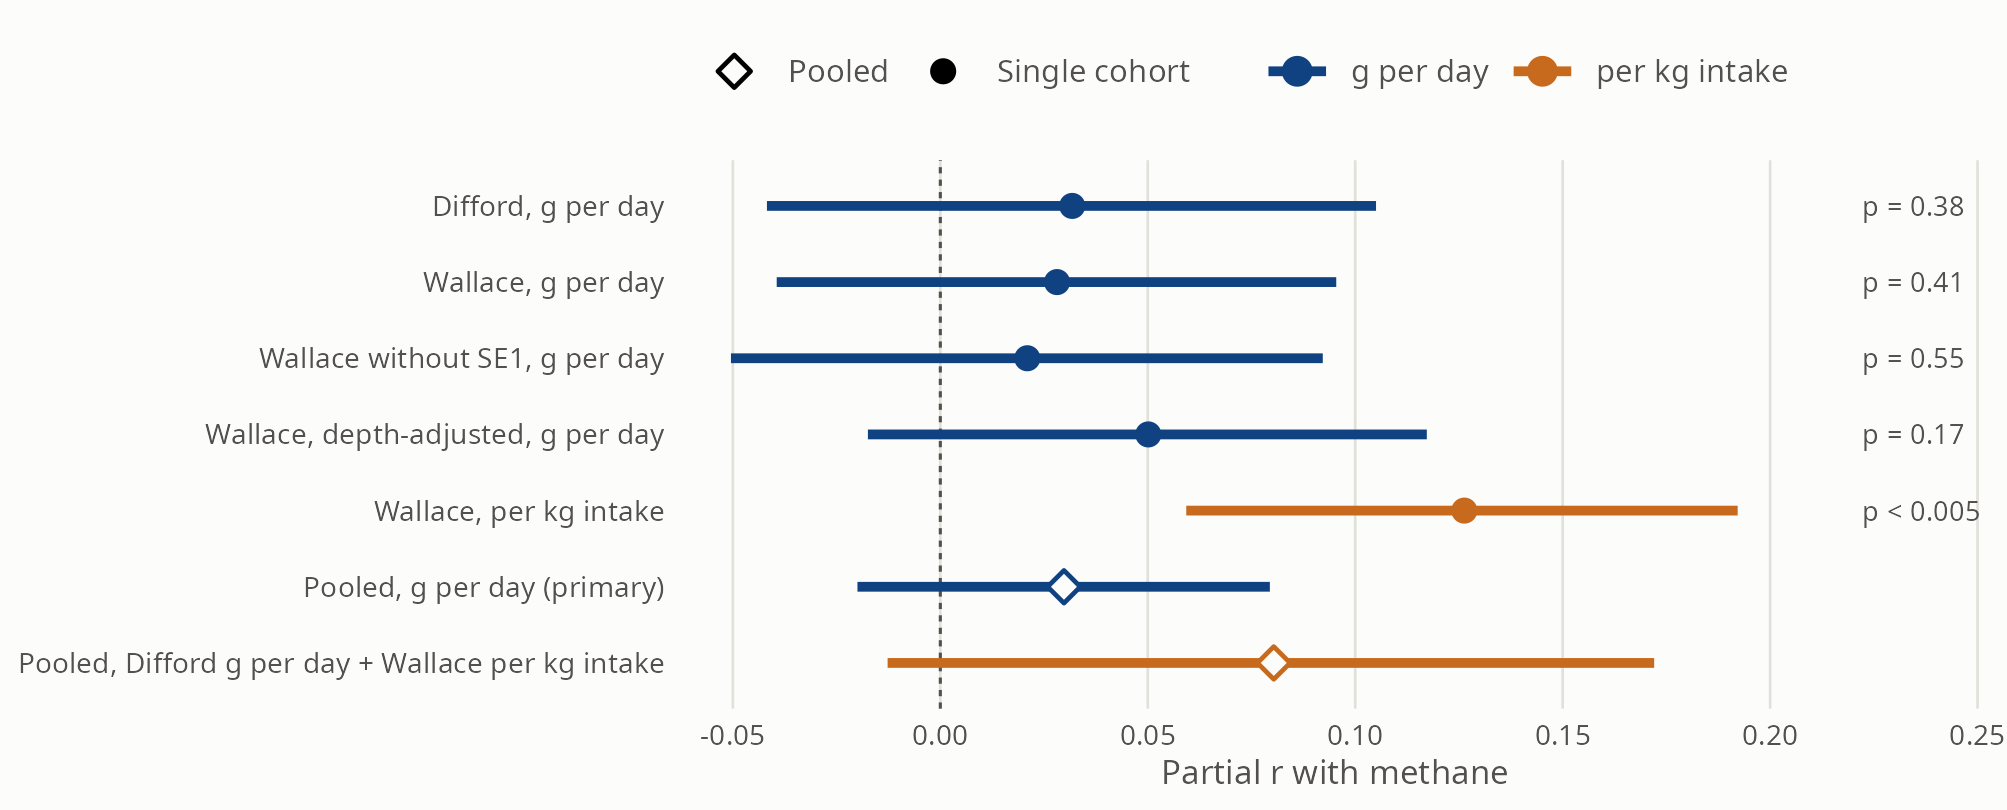 Pooled Single cohort g per day per kg intake
Difford, g per day p = 0.38
Wallace, g per day p = 0.41
Wallace without SE1, g per day p = 0.55
Wallace, depth-adjusted, g per day p = 0.17
Wallace, per kg intake p < 0.005
Pooled, g per day (primary)
Pooled, Difford g per day + Wallace per kg intake
-0.05 0.00 0.05 0.10 0.15 0.20 0.25
Partial r with methane